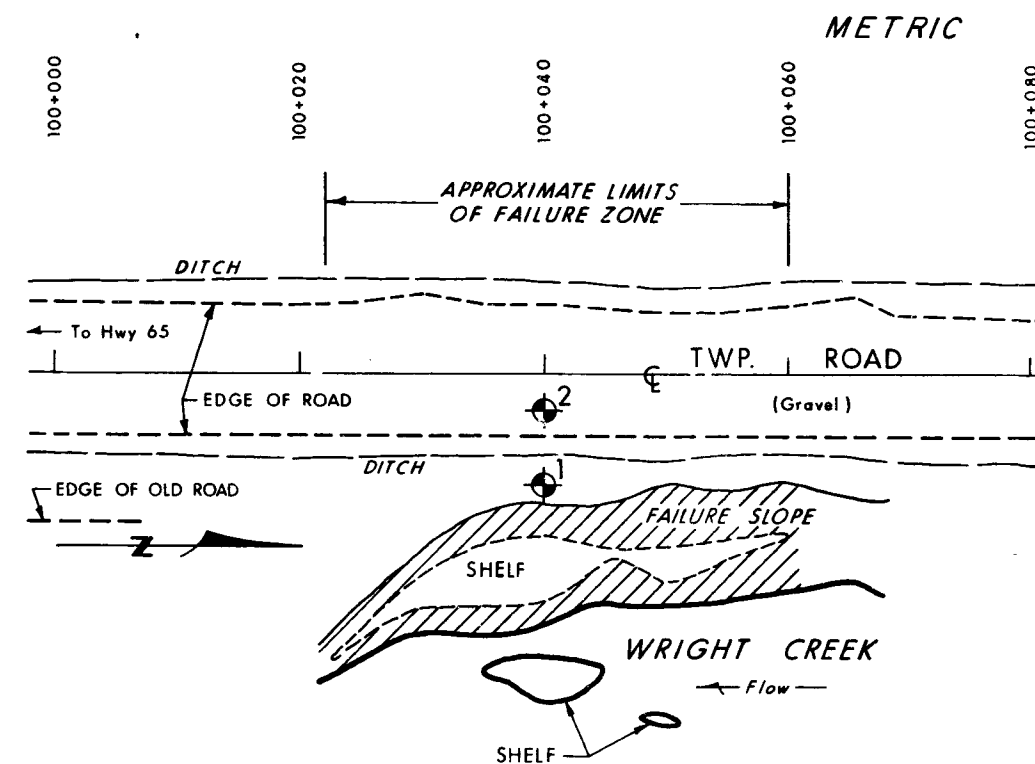 METRIC
100+000
100+020
100+040
100+060
100+080
APPROXIMATE LIMITS
OF FAILURE ZONE
DITCH
To Hwy 65
TWP. ROAD
℄
EDGE OF ROAD
2
(Gravel)
DITCH
1
EDGE OF OLD ROAD
FAILURE SLOPE
N
SHELF
WRIGHT CREEK
Flow
SHELF